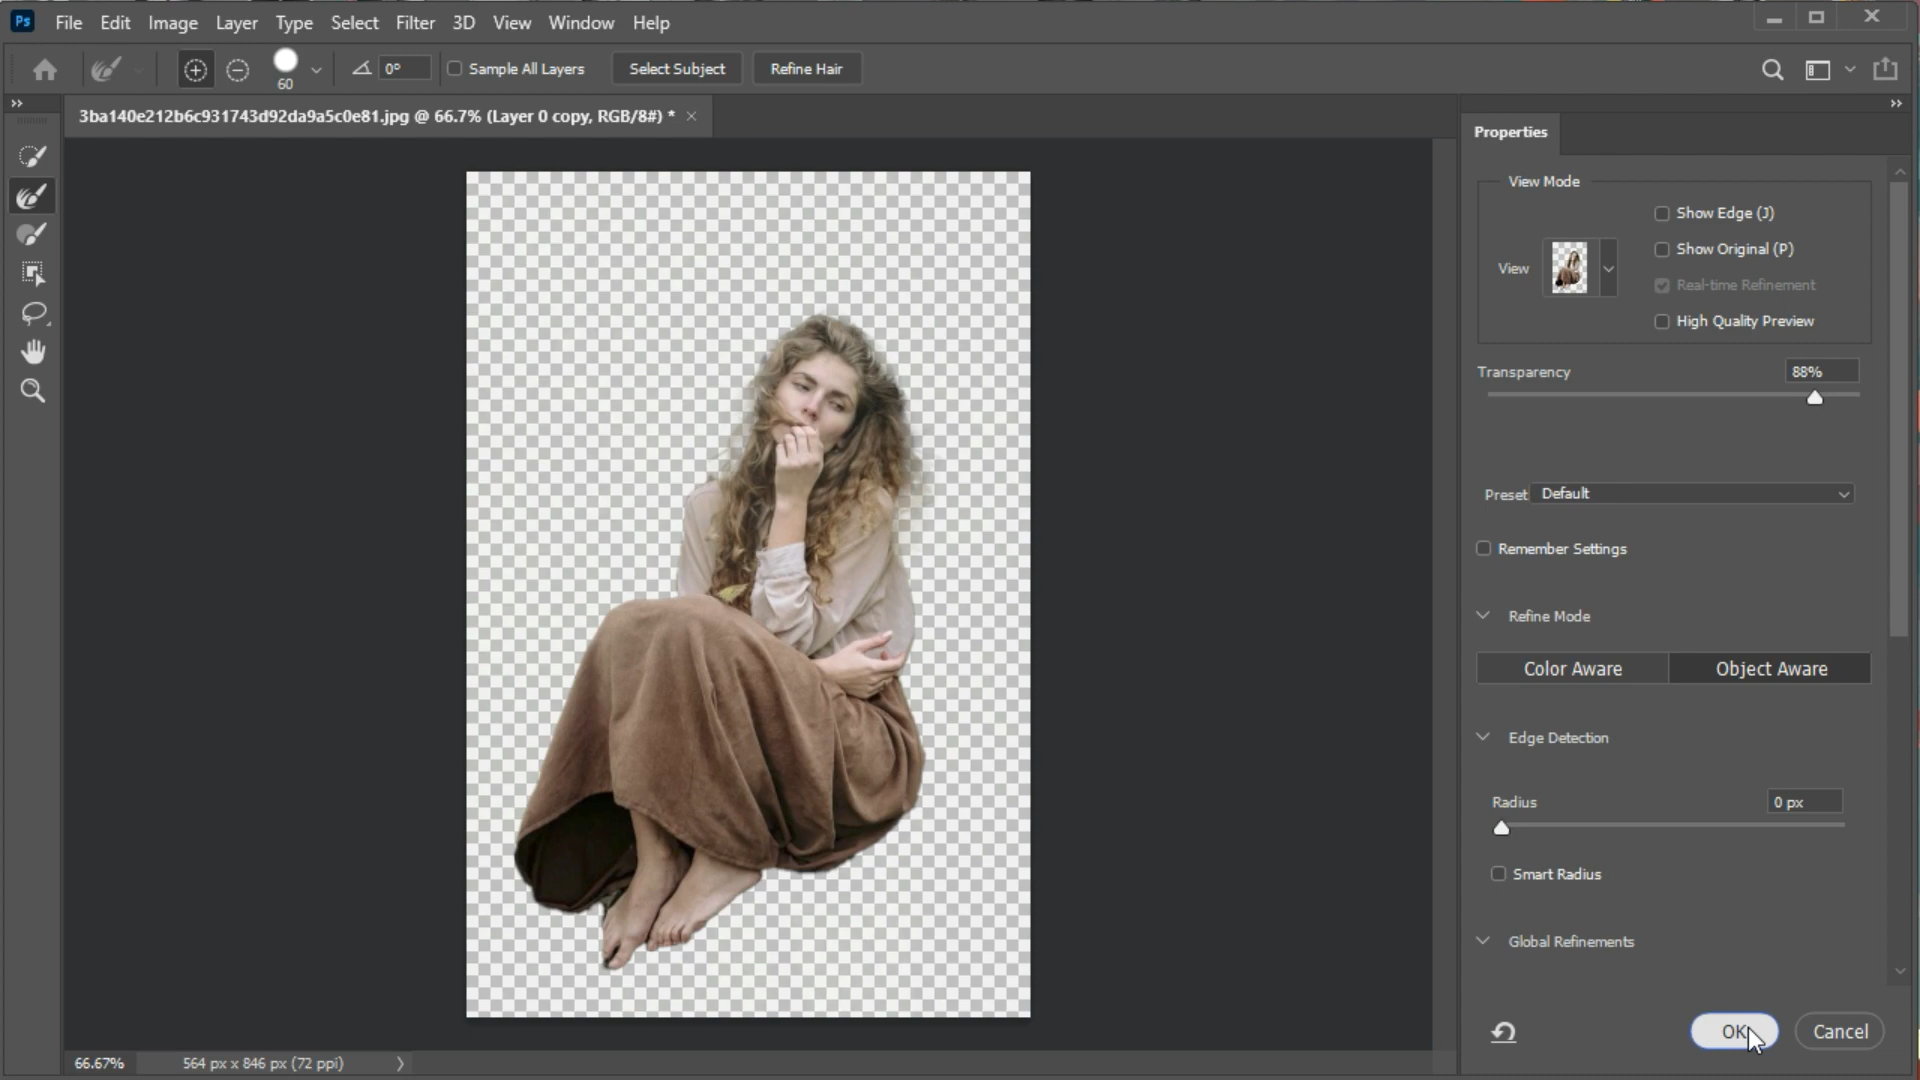 Ps File Edit Image Layer Type Select Filter 3D View Window Help
60 0° Sample All Layers Select Subject Refine Hair
3ba140e212b6c931743d92da9a5c0e81.jpg @ 66.7% (Layer 0 copy, RGB/8#) *
Properties
View Mode
Show Edge (J)
Show Original (P)
View
Real-time Refinement
High Quality Preview
Transparency 88%
Preset Default
Remember Settings
Refine Mode
Color Aware Object Aware
Edge Detection
Radius 0 px
Smart Radius
Global Refinements
OK Cancel
66.67% 564 px x 846 px (72 ppi)